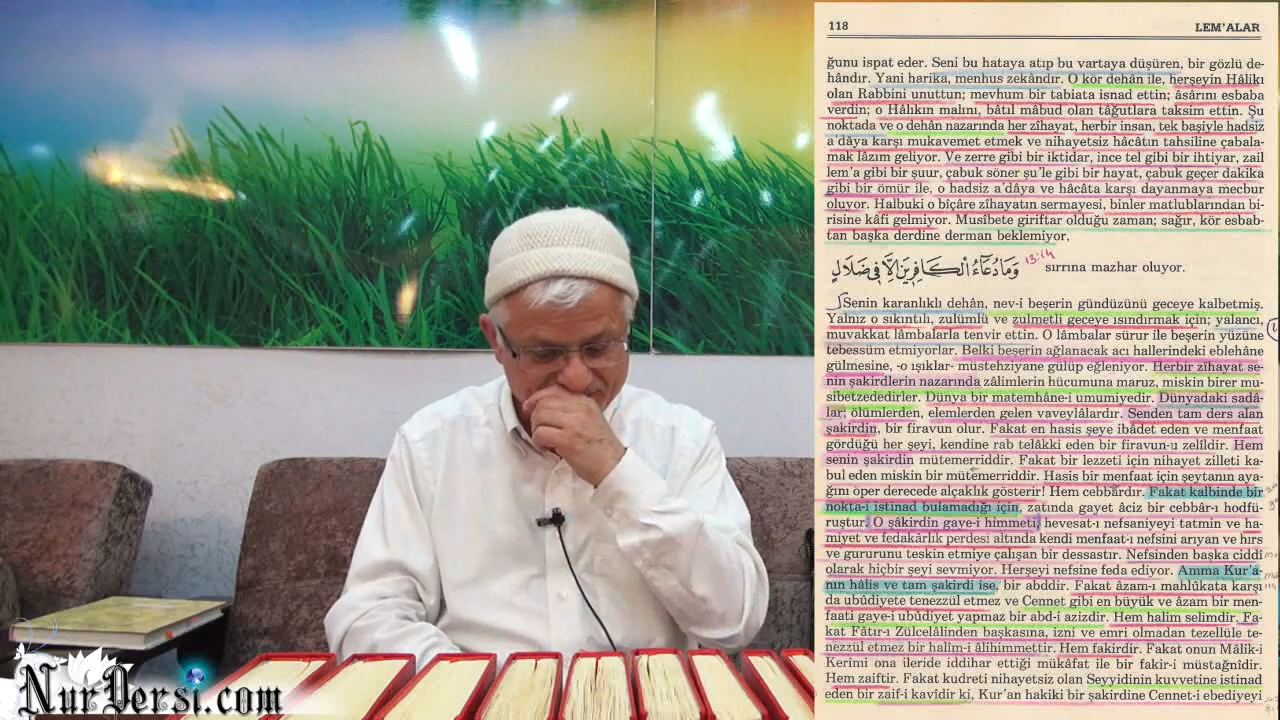 118 LEM'ALAR
ğunu ispat eder. Seni bu hataya atıp bu vartaya düşüren, bir gözlü de-
hândır. Yani harika, menhus zekândır. O kör dehân ile, herşeyin Hâlikı
olan Rabbini unuttun; mevhum bir tabiata isnad ettin; âsârını esbaba
verdin; o Hâlıkın malını, bâtıl mâbud olan tâğutlara taksim ettin. Şu
noktada ve o dehân nazarında her zîhayat, herbir insan, tek başiyle hadsiz
a'dâya karşı mukavemet etmek ve nihayetsiz hâcâtın tahsiline çabala-
mak lâzım geliyor. Ve zerre gibi bir iktidar, ince tel gibi bir ihtiyar, zail
lem'a gibi bir şuur, çabuk söner şu'le gibi bir hayat, çabuk geçer dakika
gibi bir ömür ile, o hadsiz a'dâya ve hâcâta karşı dayanmaya mecbur
oluyor. Halbuki o bîçâre zîhayatın sermayesi, binler matlublarından bi-
risine kâfi gelmiyor. Musîbete giriftar olduğu zaman; sağır, kör esbab-
tan başka derdine derman beklemiyor,
وَمَا دُعَٓاءُ الْكَافِرِينَ اِلَّا فِى ضَلَالٍ 13:14 sırrına mazhar oluyor.
Senin karanlıklı dehân, nev-i beşerin gündüzünü geceye kalbetmiş.
Yalnız o sıkıntılı, zulümlü ve zulmetli geceye ısındırmak için; yalancı,
muvakkat lâmbalarla tenvir ettin. O lâmbalar sürur ile beşerin yüzüne
tebessüm etmiyorlar. Belki beşerin ağlanacak acı hallerindeki eblehâne
gülmesine, -o ışıklar- müstehziyane gülüp eğleniyor. Herbir zîhayat se-
nin şakirdlerin nazarında zâlimlerin hücumuna maruz, miskin birer mu-
sibetzededirler. Dünya bir matemhâne-i umumiyedir. Dünyadaki sadâ-
lar; ölümlerden, elemlerden gelen vaveylâlardır. Senden tam ders alan
şakirdin, bir firavun olur. Fakat en hasis şeye ibâdet eden ve menfaat
gördüğü her şeyi, kendine rab telâkki eden bir firavun-u zelîldir. Hem
senin şakirdin mütemerriddir. Fakat bir lezzeti için nihayet zilleti ka-
bul eden miskin bir mütemerriddir. Hasis bir menfaat için şeytanın aya-
ğını öper derecede alçaklık gösterir! Hem cebbârdır. Fakat kalbinde bir
nokta-i istinad bulamadığı için, zatında gayet âciz bir cebbâr-ı hodfü-
ruştur. O şâkirdin gaye-i himmeti, hevesat-ı nefsaniyeyi tatmin ve ha-
miyet ve fedakârlık perdesi altında kendi menfaat-ı nefsini arıyan ve hırs
ve gururunu teskin etmiye çalışan bir dessastır. Nefsinden başka ciddî
olarak hiçbir şeyi sevmiyor. Herşeyi nefsine feda ediyor. Amma Kur'a-
nın hâlis ve tam şakirdi ise, bir abddir. Fakat âzam-ı mahlûkata karşı
da ubûdiyete tenezzül etmez ve Cennet gibi en büyük ve âzam bir men-
faati gaye-i ubûdiyet yapmaz bir abd-i azizdir. Hem halim selimdir. Fa-
kat Fâtır-ı Zülcelâlinden başkasına, izni ve emri olmadan tezellüle te-
nezzül etmez bir halîm-i âlihimmettir. Hem fakirdir. Fakat onun Mâlik-i
Kerîmi ona ileride iddihar ettiği mükâfat ile bir fakir-i müstağnîdir.
Hem zaiftir. Fakat kudreti nihayetsiz olan Seyyidinin kuvvetine istinad
eden bir zaif-i kavîdir ki, Kur'an hakiki bir şakirdine Cennet-i ebediyeyi
NurDersi.com